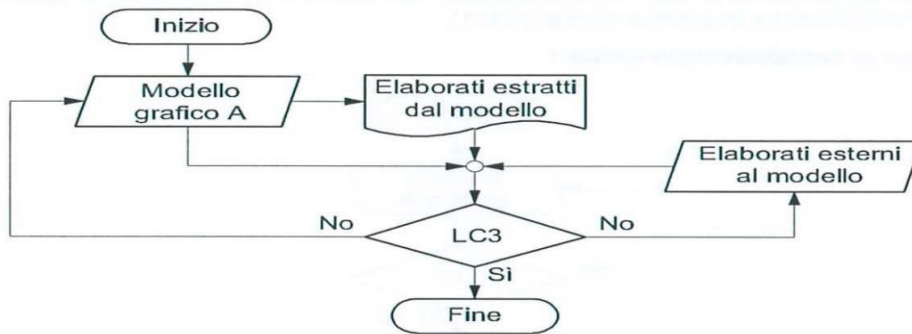 Inizio
Modello
grafico A
Elaborati estratti
dal modello
Elaborati esterni
al modello
No
LC3
No
Sì
Fine